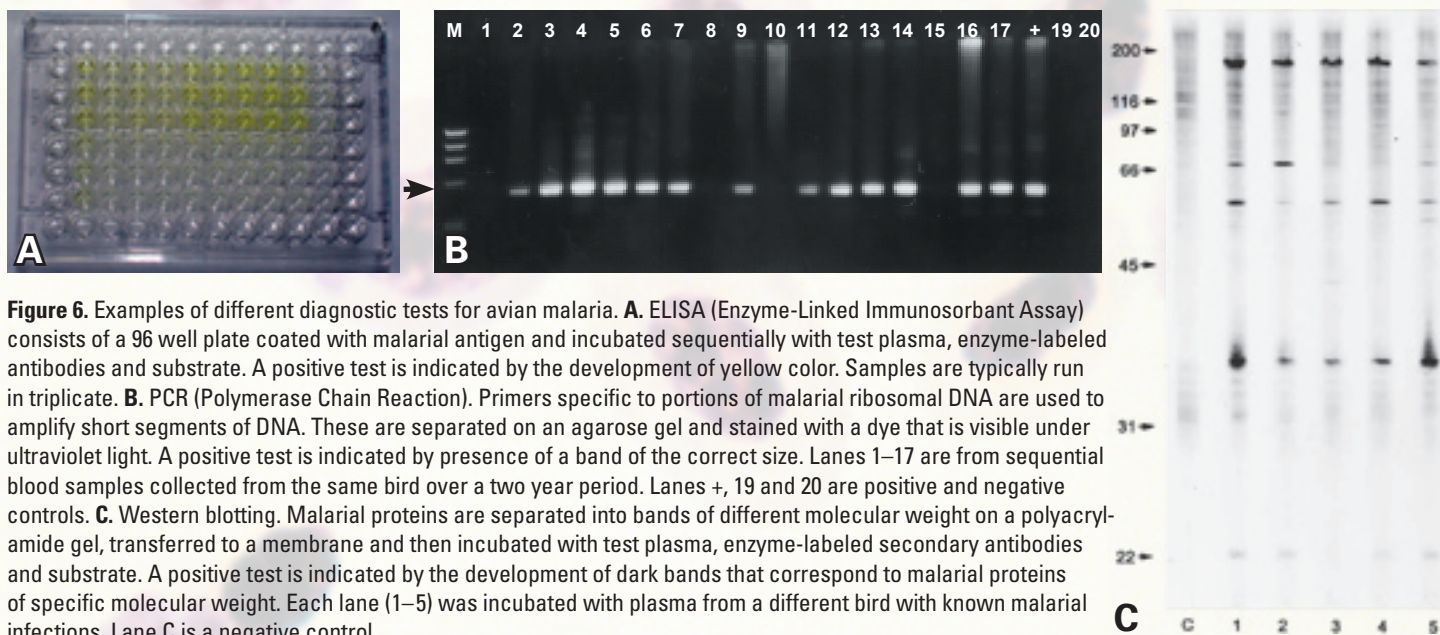 M 1 2 3 4 5 6 7 8 9 10 11 12 13 14 15 16 17 + 19 20
A
B
200
116
97
66
45
31
22
C 1 2 3 4 5
C
Figure 6. Examples of different diagnostic tests for avian malaria. A. ELISA (Enzyme-Linked Immunosorbant Assay)
consists of a 96 well plate coated with malarial antigen and incubated sequentially with test plasma, enzyme-labeled
antibodies and substrate. A positive test is indicated by the development of yellow color. Samples are typically run
in triplicate. B. PCR (Polymerase Chain Reaction). Primers specific to portions of malarial ribosomal DNA are used to
amplify short segments of DNA. These are separated on an agarose gel and stained with a dye that is visible under
ultraviolet light. A positive test is indicated by presence of a band of the correct size. Lanes 1–17 are from sequential
blood samples collected from the same bird over a two year period. Lanes +, 19 and 20 are positive and negative
controls. C. Western blotting. Malarial proteins are separated into bands of different molecular weight on a polyacryl-
amide gel, transferred to a membrane and then incubated with test plasma, enzyme-labeled secondary antibodies
and substrate. A positive test is indicated by the development of dark bands that correspond to malarial proteins
of specific molecular weight. Each lane (1–5) was incubated with plasma from a different bird with known malarial
infections. Lane C is a negative control